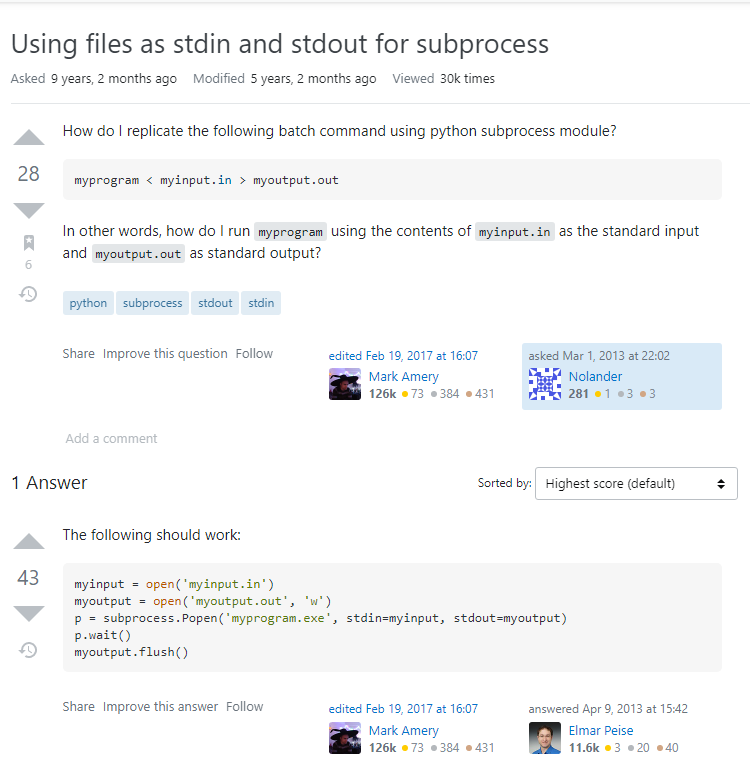 Using files as stdin and stdout for subprocess
Asked 9 years, 2 months ago Modified 5 years, 2 months ago Viewed 30k times
How do I replicate the following batch command using python subprocess module?
28
myprogram < myinput.in > myoutput.out
In other words, how do I run myprogram using the contents of myinput.in as the standard input
and myoutput.out as standard output?
6
python subprocess stdout stdin
Share Improve this question Follow
edited Feb 19, 2017 at 16:07
Mark Amery
126k 73 384 431
asked Mar 1, 2013 at 22:02
Nolander
281 1 3 3
Add a comment
1 Answer
Sorted by: Highest score (default)
The following should work:
43
myinput = open('myinput.in')
myoutput = open('myoutput.out', 'w')
p = subprocess.Popen('myprogram.exe', stdin=myinput, stdout=myoutput)
p.wait()
myoutput.flush()
Share Improve this answer Follow
edited Feb 19, 2017 at 16:07
Mark Amery
126k 73 384 431
answered Apr 9, 2013 at 15:42
Elmar Peise
11.6k 3 20 40